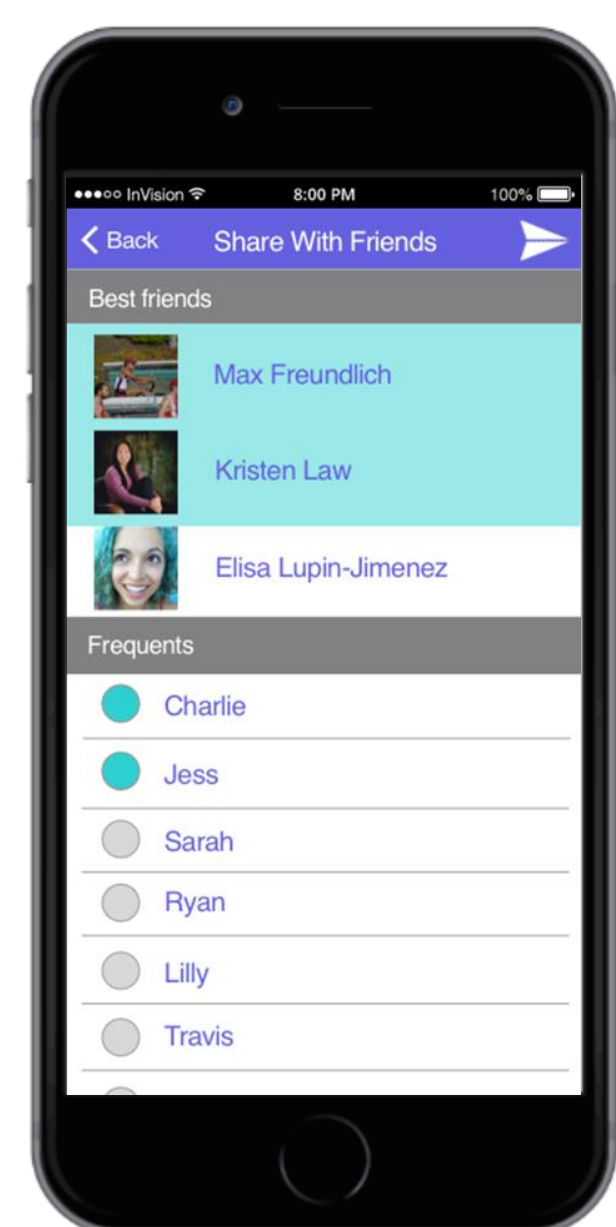 InVision 8:00 PM 100%
Back Share With Friends
Best friends
Max Freundlich
Kristen Law
Elisa Lupin-Jimenez
Frequents
Charlie
Jess
Sarah
Ryan
Lilly
Travis